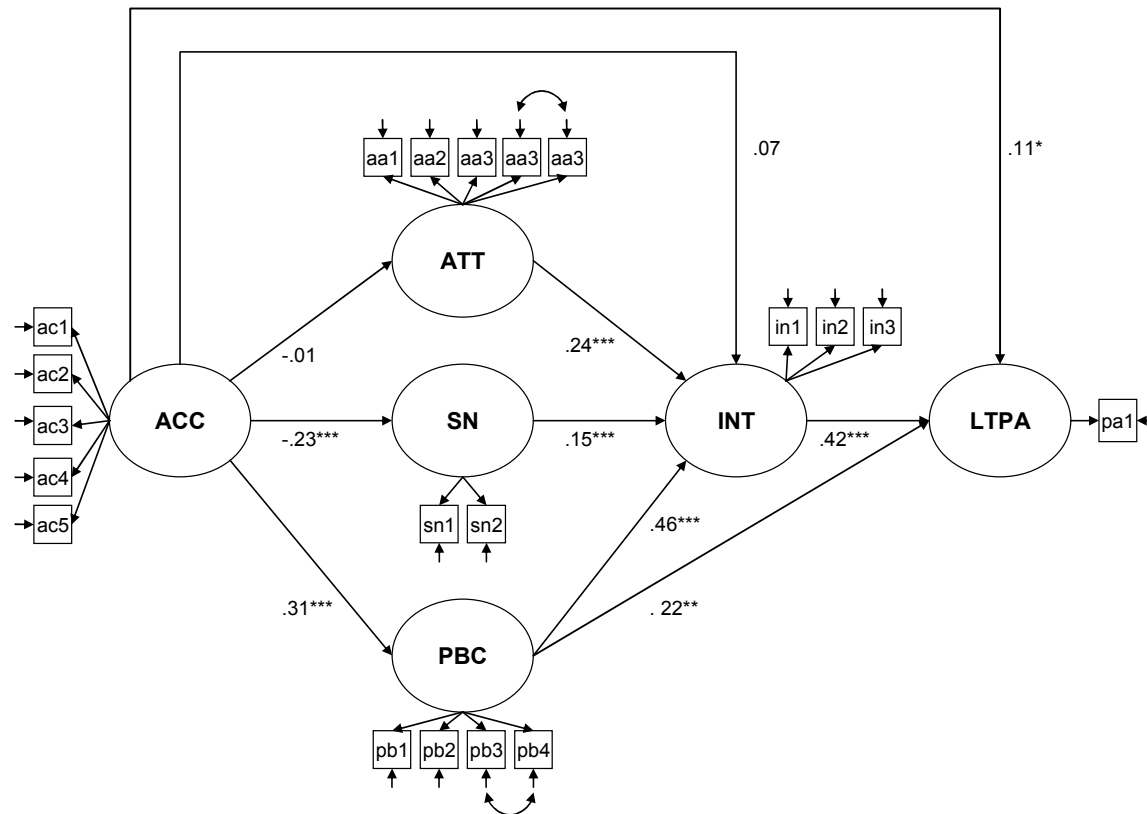 .07 .11*
aa1 aa2 aa3 aa3 aa3
ATT
ac1
ac2
ac3
ac4
ac5
in1 in2 in3
-.01
.24***
ACC SN INT LTPA pa1
-.23*** .15*** .42***
sn1 sn2
.46***
.31***
. 22**
PBC
pb1 pb2 pb3 pb4